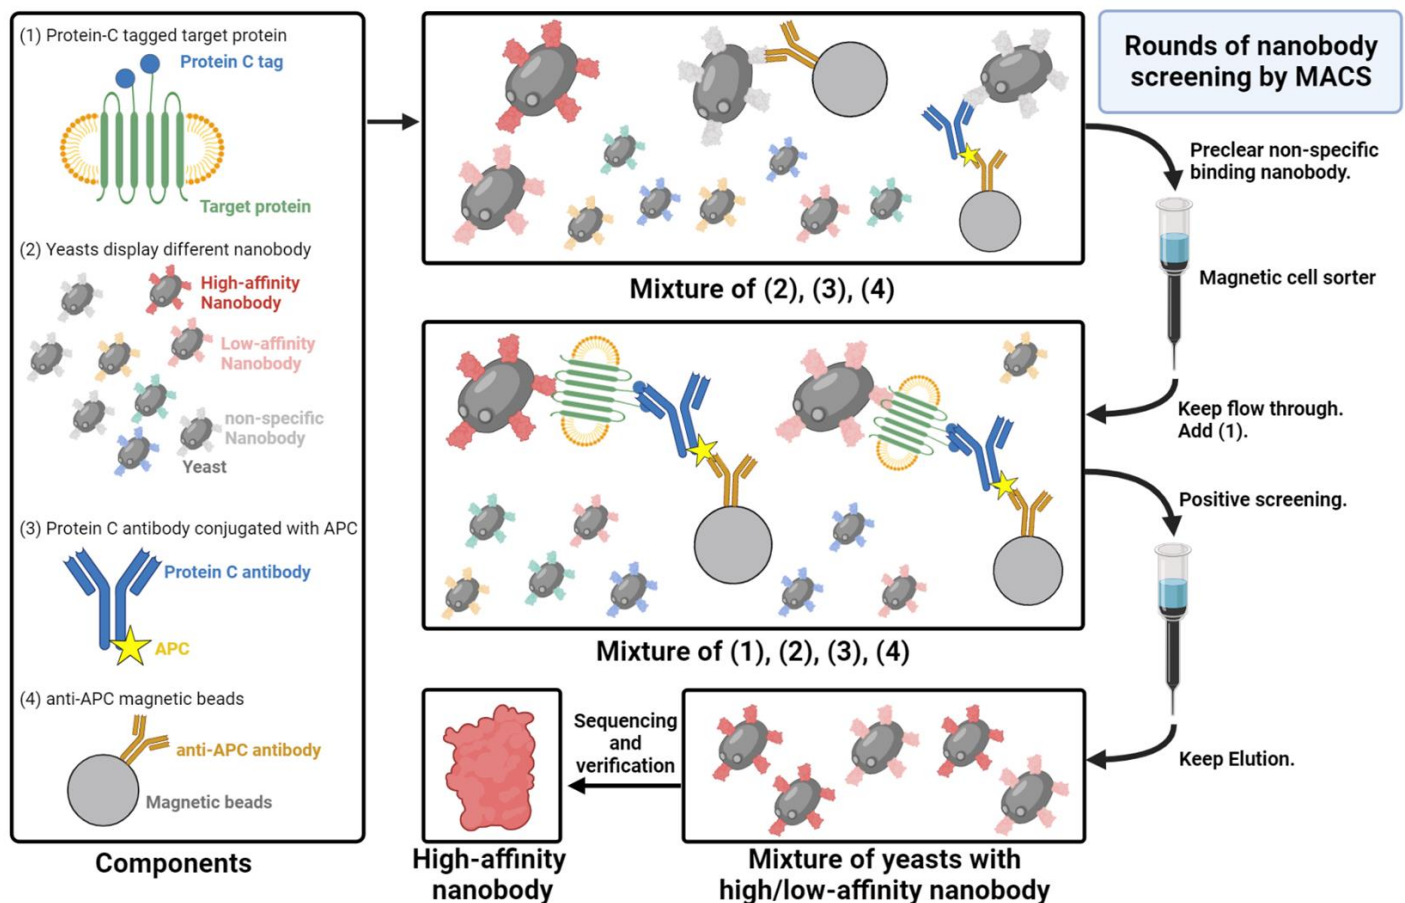 (1) Protein-C tagged target protein
Protein C tag
Target protein
(2) Yeasts display different nanobody
High-affinity
Nanobody
Low-affinity
Nanobody
non-specific
Nanobody
Yeast
(3) Protein C antibody conjugated with APC
Protein C antibody
APC
(4) anti-APC magnetic beads
anti-APC antibody
Magnetic beads
Components
Mixture of (2), (3), (4)
Rounds of nanobody
screening by MACS
Preclear non-specific
binding nanobody.
Magnetic cell sorter
Keep flow through.
Add (1).
Mixture of (1), (2), (3), (4)
Positive screening.
Keep Elution.
Mixture of yeasts with
high/low-affinity nanobody
Sequencing
and
verification
High-affinity
nanobody